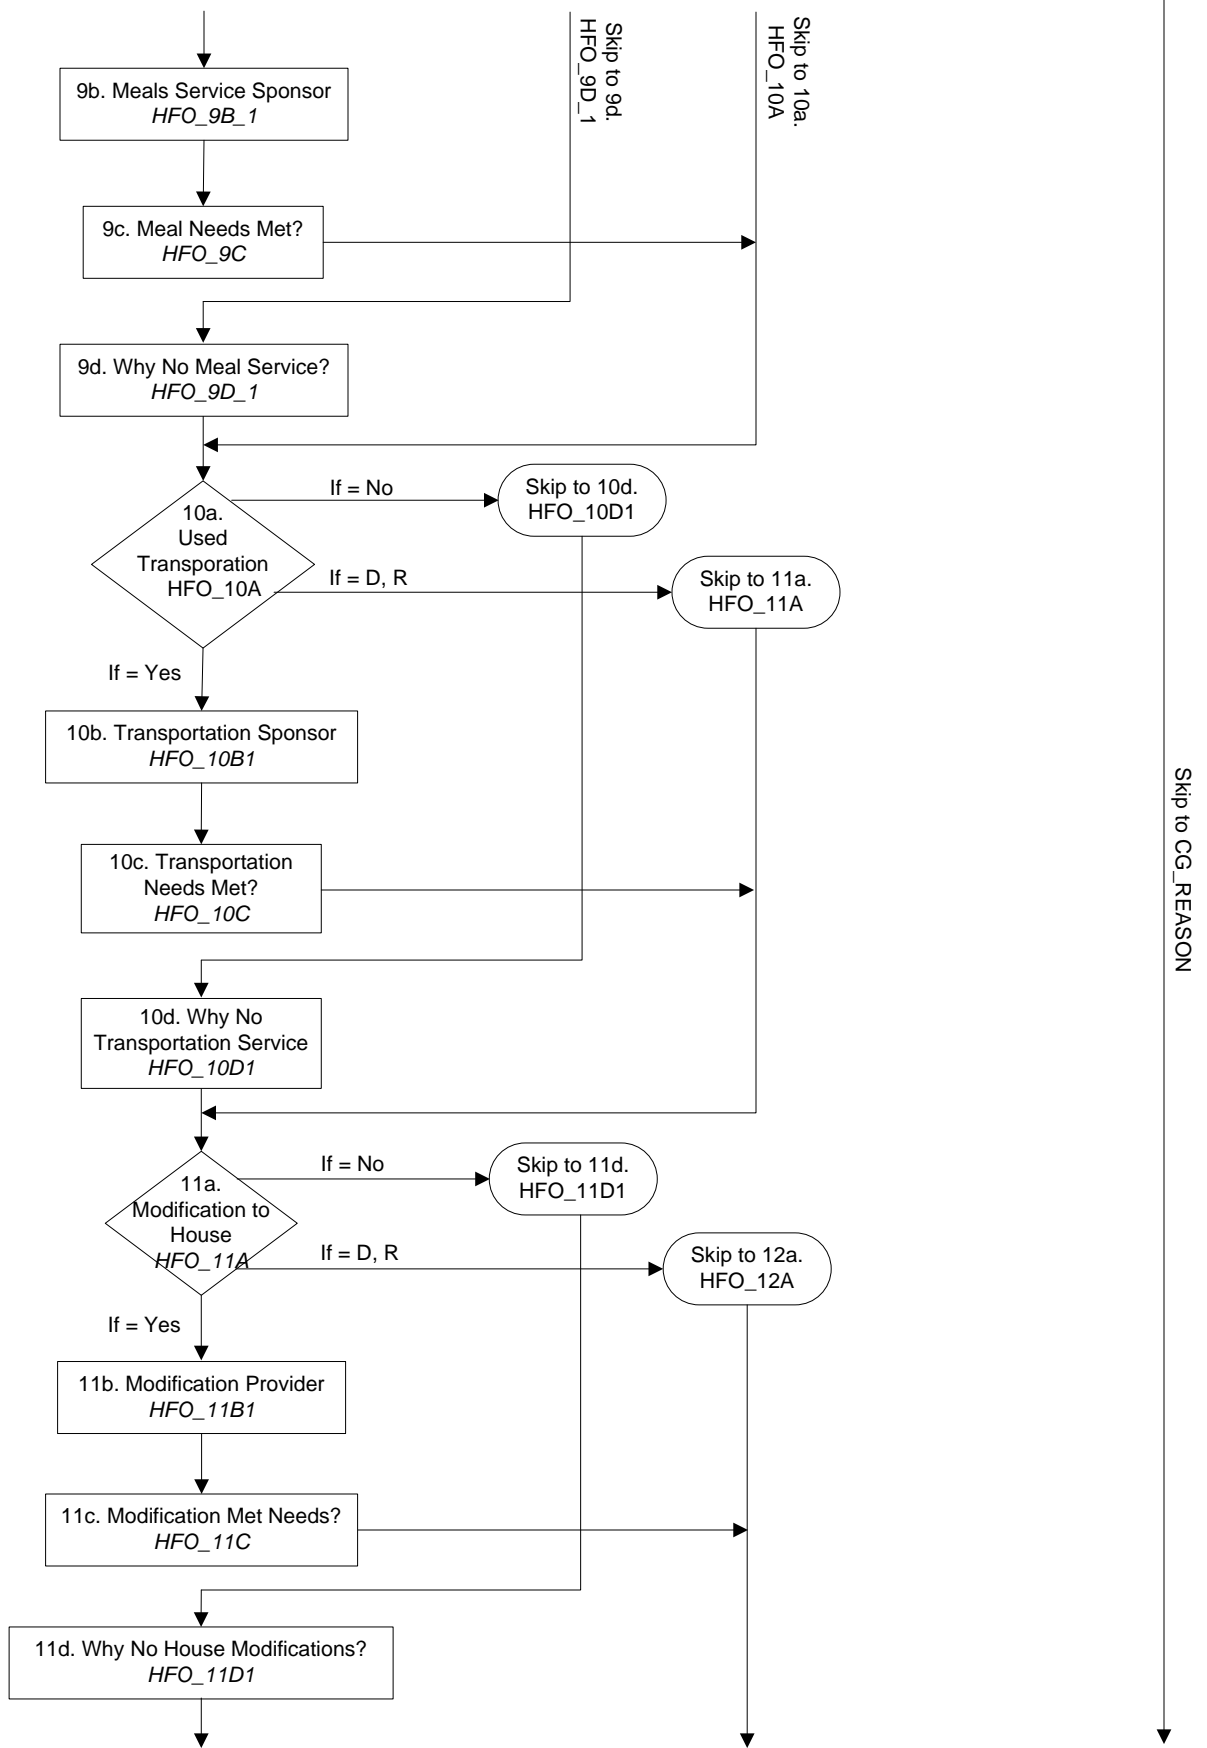 Skip to 9d.
HFO_9D_1
Skip to 10a.
HFO_10A
9b. Meals Service Sponsor
HFO_9B_1
9c. Meal Needs Met?
HFO_9C
9d. Why No Meal Service?
HFO_9D_1
If = No
Skip to 10d.
HFO_10D1
10a.
Used
Transporation
HFO_10A
If = D, R
Skip to 11a.
HFO_11A
If = Yes
10b. Transportation Sponsor
HFO_10B1
Skip to CG_REASON
10c. Transportation
Needs Met?
HFO_10C
10d. Why No
Transportation Service
HFO_10D1
If = No
Skip to 11d.
HFO_11D1
11a.
Modification to
House
HFO_11A
If = D, R
Skip to 12a.
HFO_12A
If = Yes
11b. Modification Provider
HFO_11B1
11c. Modification Met Needs?
HFO_11C
11d. Why No House Modifications?
HFO_11D1